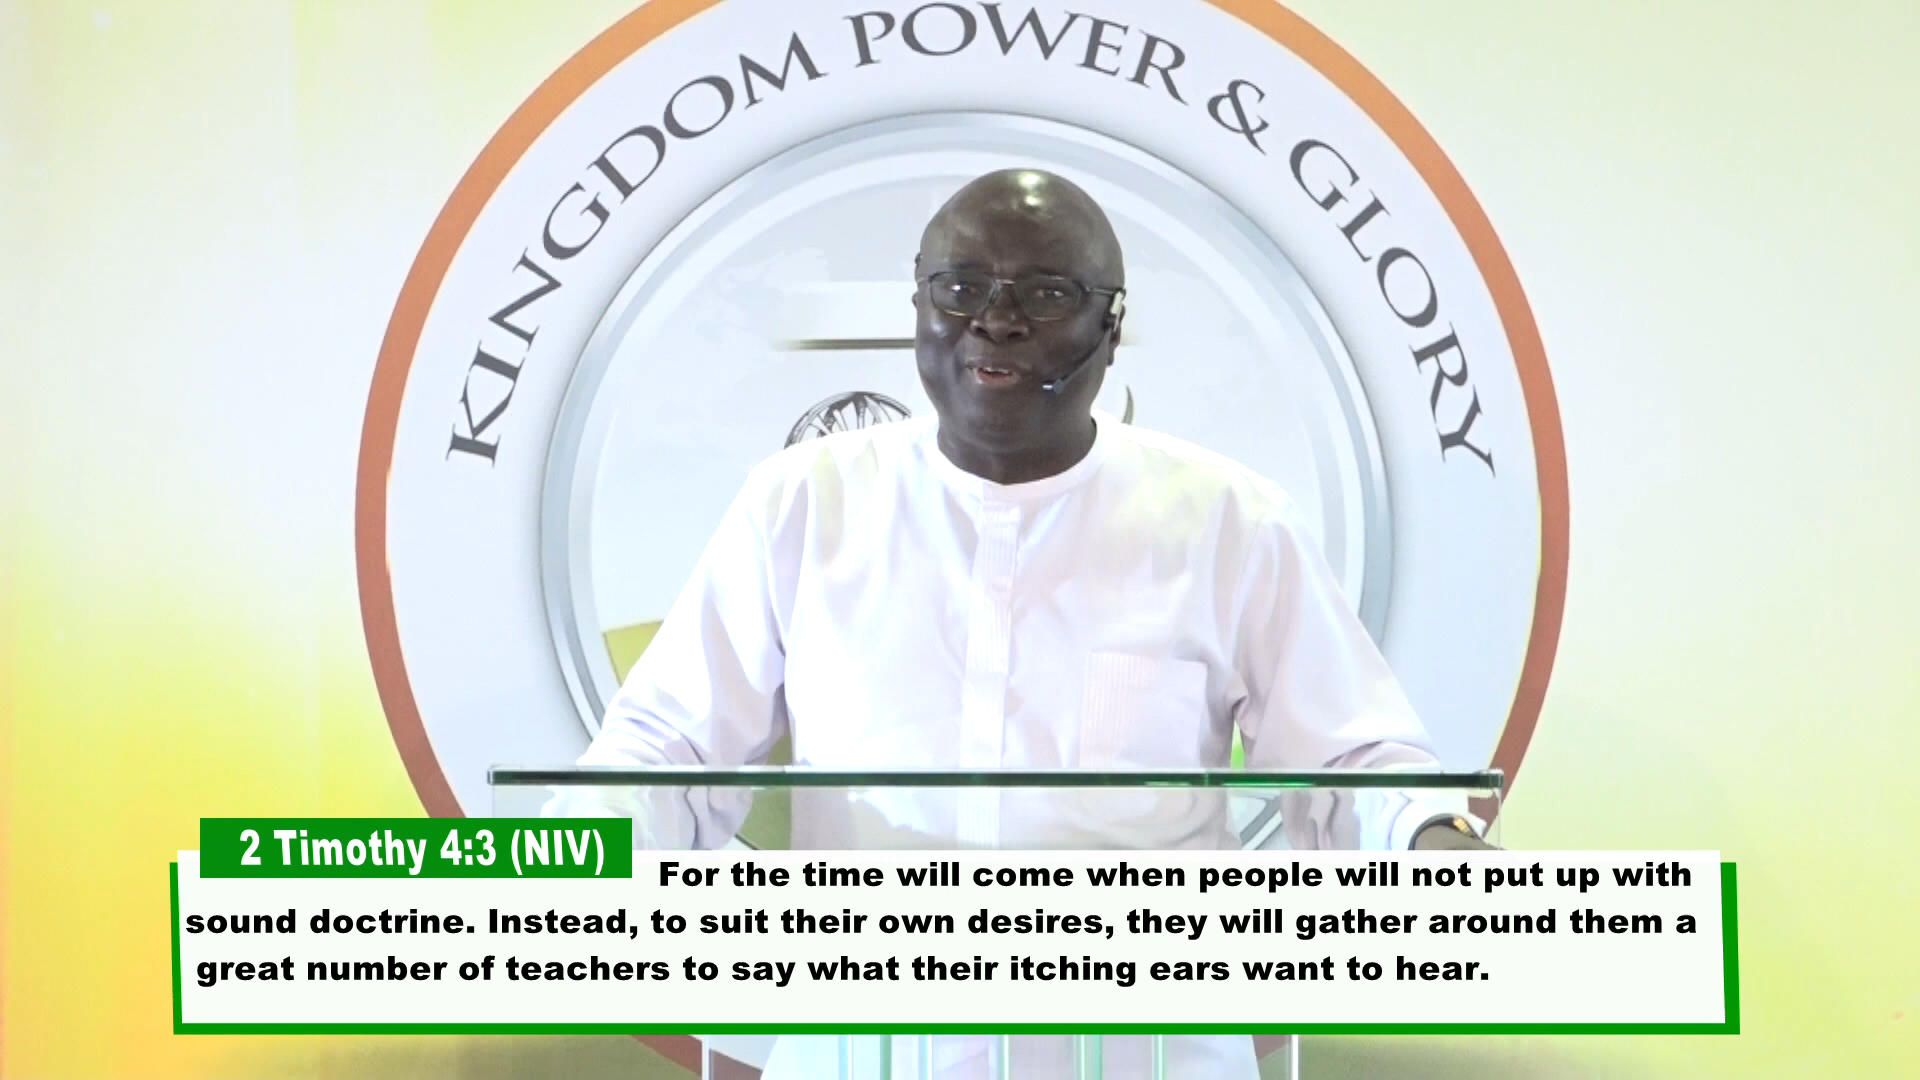 KINGDOM POWER & GLORY
2 Timothy 4:3 (NIV)
For the time will come when people will not put up with
sound doctrine. Instead, to suit their own desires, they will gather around them a
great number of teachers to say what their itching ears want to hear.